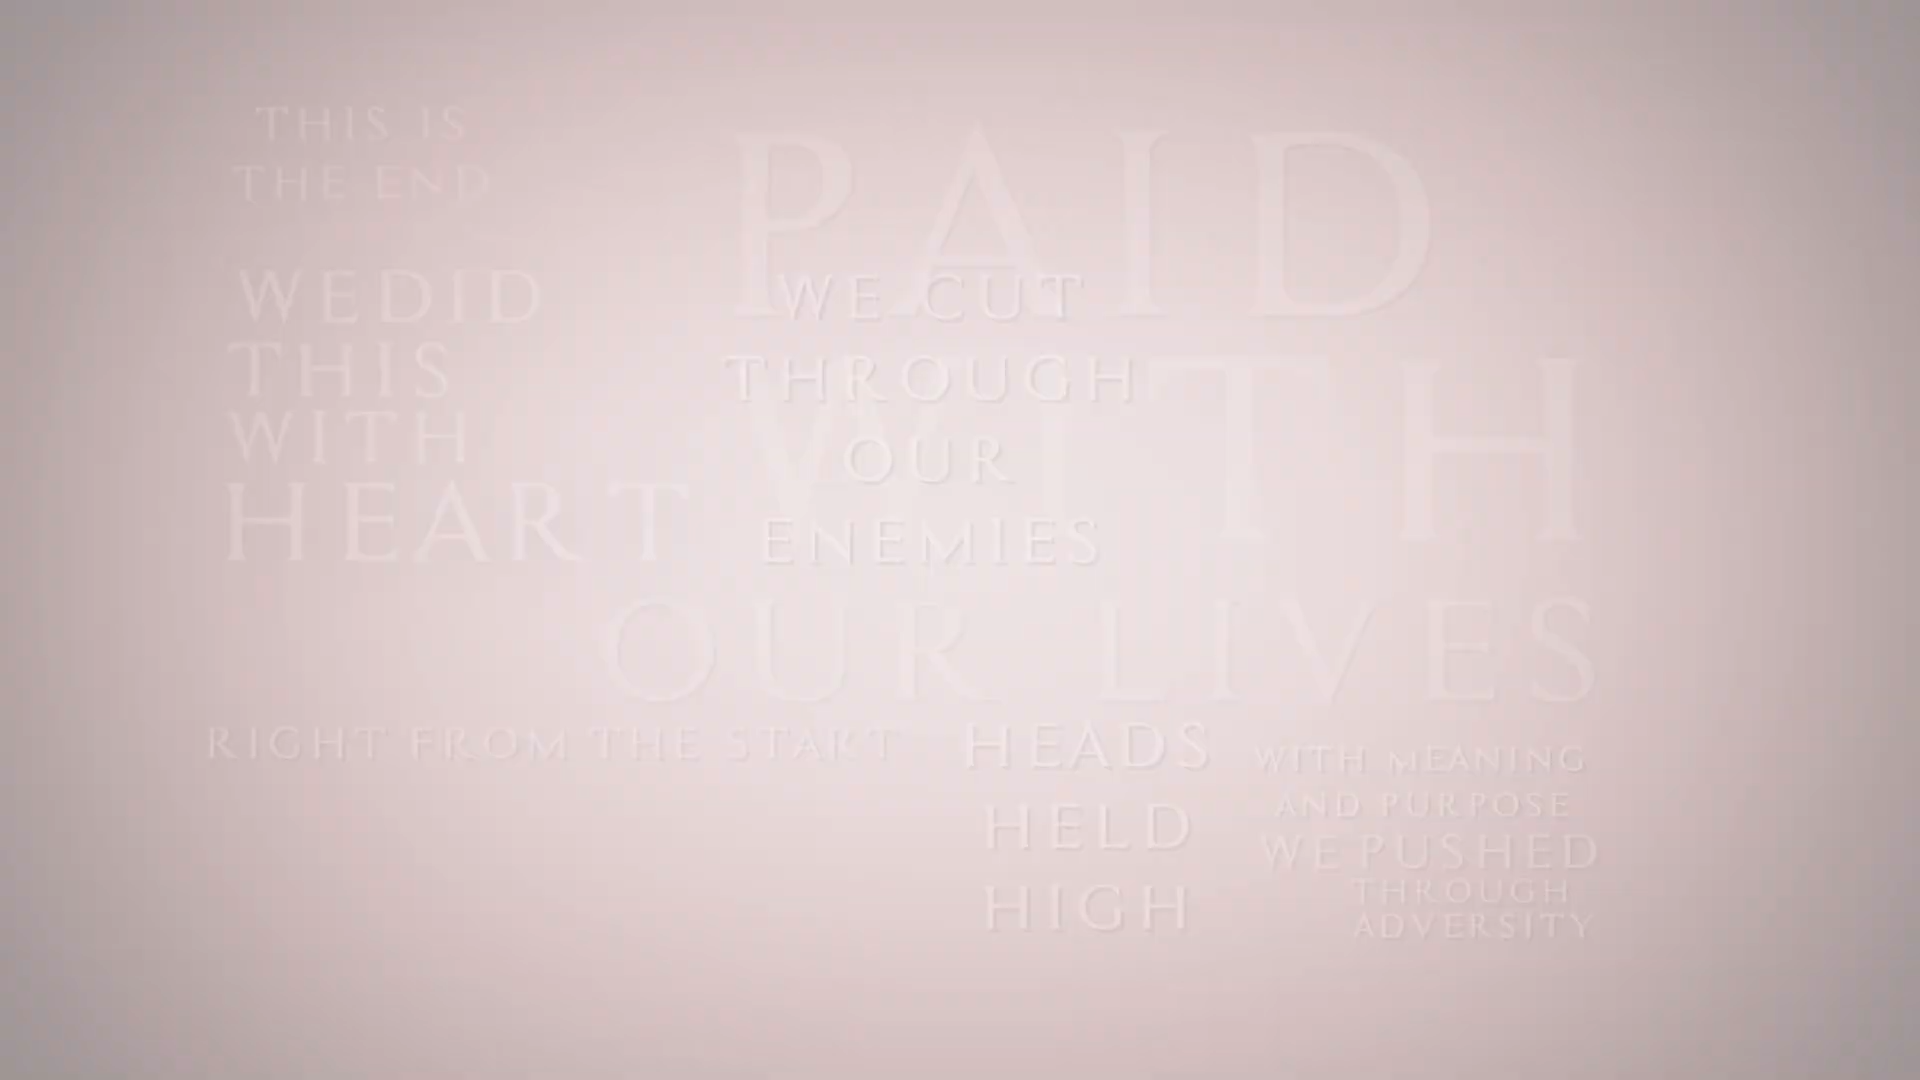 THIS IS
THE END
WE DID
THIS
WITH
HEART
RIGHT FROM THE START
PAID
WITH
OUR LIVES
WE CUT
THROUGH
OUR
ENEMIES
HEADS
HELD
HIGH
WITH MEANING
AND PURPOSE
WE PUSHED
THROUGH
ADVERSITY